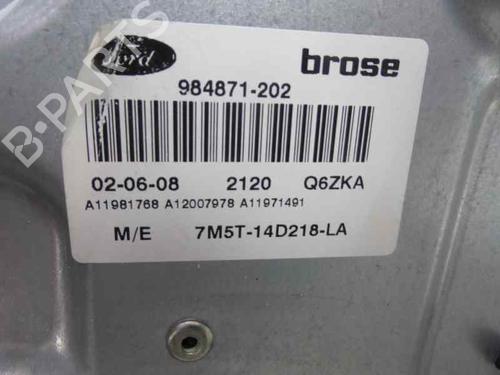 Ford
brose
984871-202
02-06-08 2120 Q6ZKA
A11981768 A12007978 A11971491
M/E 7M5T-14D218-LA
B-PARTS